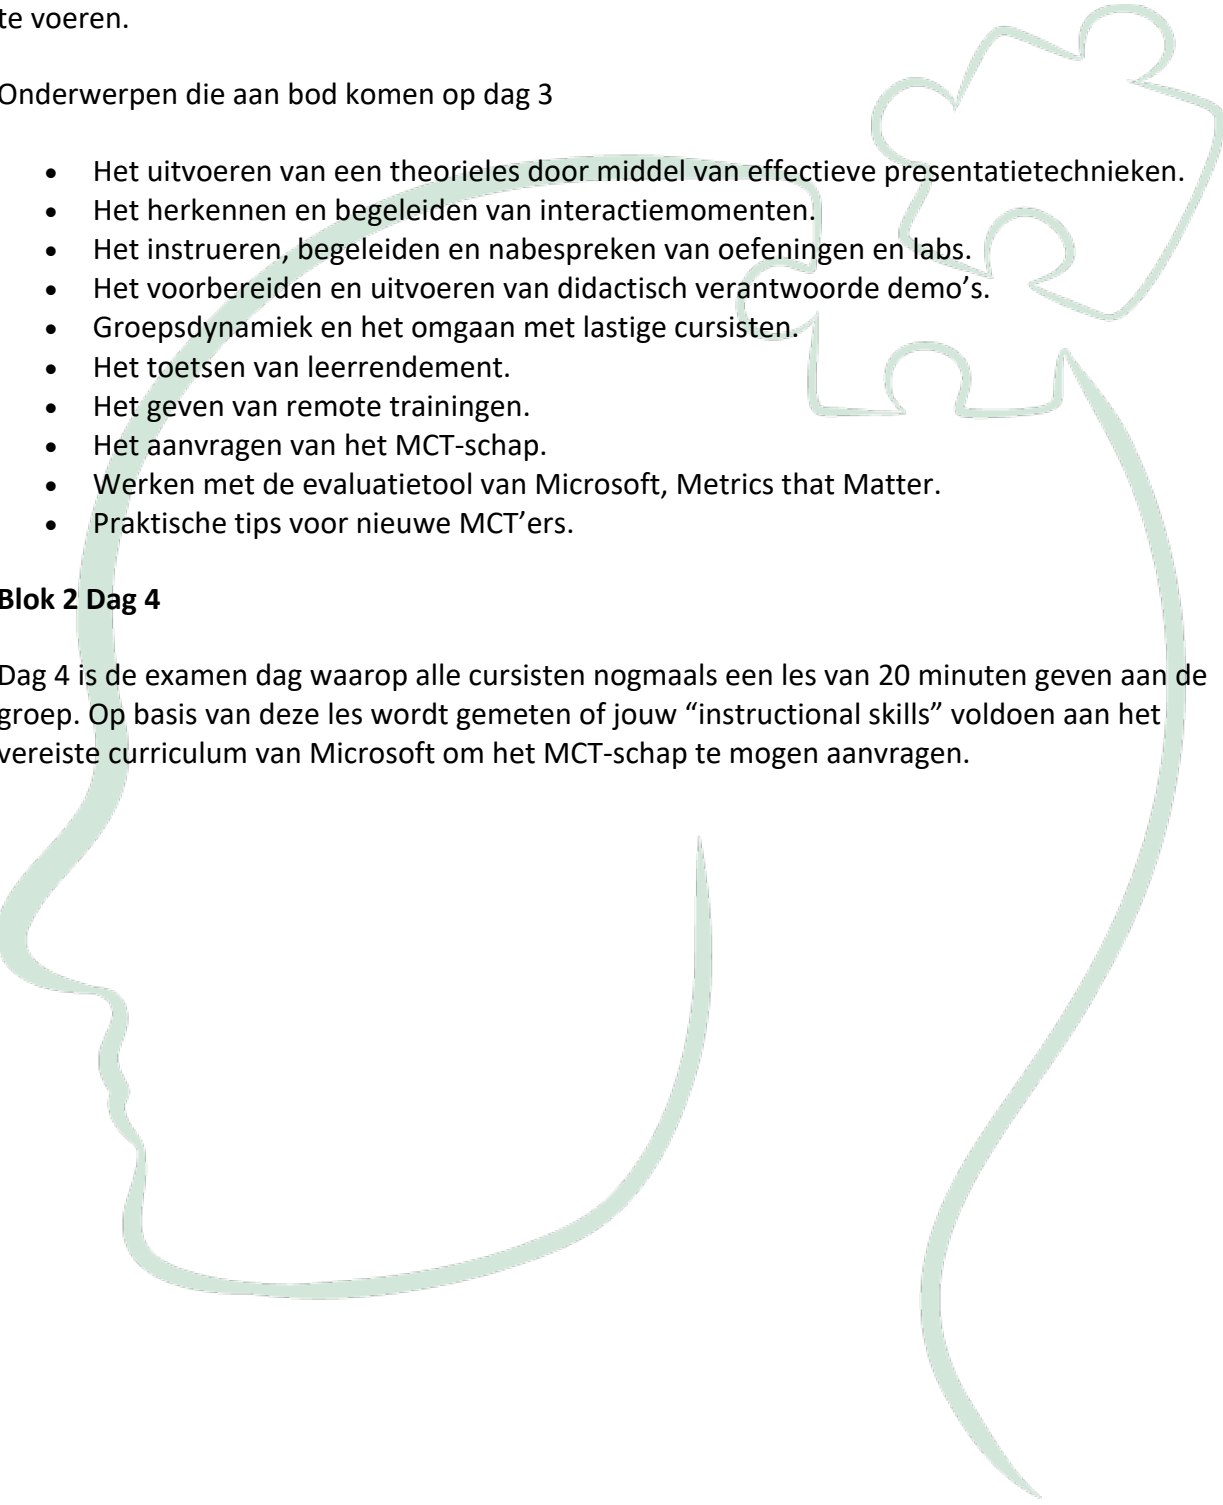 te voeren.
Onderwerpen die aan bod komen op dag 3
• Het uitvoeren van een theorieles door middel van effectieve presentatietechnieken.
• Het herkennen en begeleiden van interactiemomenten.
• Het instrueren, begeleiden en nabespreken van oefeningen en labs.
• Het voorbereiden en uitvoeren van didactisch verantwoorde demo's.
• Groepsdynamiek en het omgaan met lastige cursisten.
• Het toetsen van leerrendement.
• Het geven van remote trainingen.
• Het aanvragen van het MCT-schap.
• Werken met de evaluatietool van Microsoft, Metrics that Matter.
• Praktische tips voor nieuwe MCT'ers.
Blok 2 Dag 4
Dag 4 is de examen dag waarop alle cursisten nogmaals een les van 20 minuten geven aan de
groep. Op basis van deze les wordt gemeten of jouw “instructional skills” voldoen aan het
vereiste curriculum van Microsoft om het MCT-schap te mogen aanvragen.